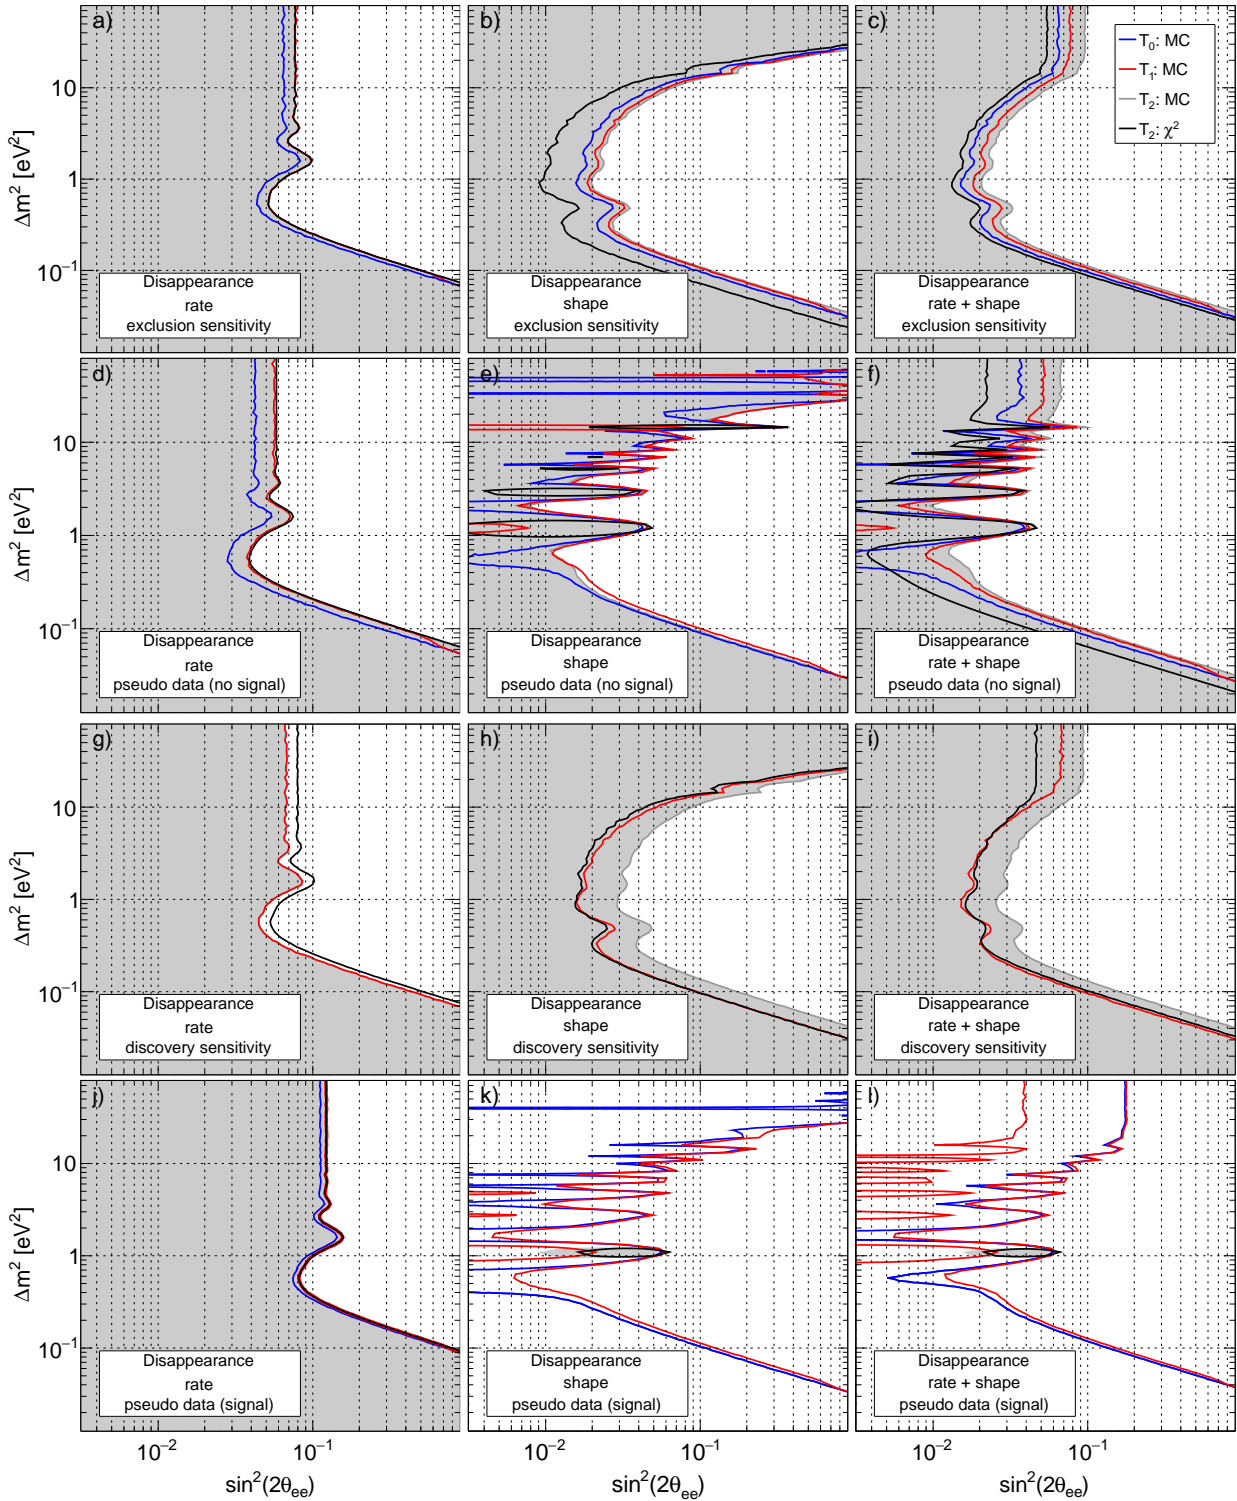 a)
b)
c)
T₀: MC
T₁: MC
T₂: MC
T₂: χ²
10
1
10⁻¹
Δm² [eV²]
Disappearance
rate
exclusion sensitivity
Disappearance
shape
exclusion sensitivity
Disappearance
rate + shape
exclusion sensitivity
d)
e)
f)
10
1
10⁻¹
Δm² [eV²]
Disappearance
rate
pseudo data (no signal)
Disappearance
shape
pseudo data (no signal)
Disappearance
rate + shape
pseudo data (no signal)
g)
h)
i)
10
1
10⁻¹
Δm² [eV²]
Disappearance
rate
discovery sensitivity
Disappearance
shape
discovery sensitivity
Disappearance
rate + shape
discovery sensitivity
j)
k)
l)
10
1
10⁻¹
Δm² [eV²]
Disappearance
rate
pseudo data (signal)
Disappearance
shape
pseudo data (signal)
Disappearance
rate + shape
pseudo data (signal)
10⁻² 10⁻¹
10⁻² 10⁻¹
10⁻² 10⁻¹
sin²(2θₑₑ)
sin²(2θₑₑ)
sin²(2θₑₑ)